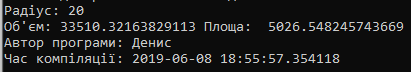 Радіус: 20
Об'єм: 33510.32163829113 Площа:  5026.548245743669
Автор програми: Денис
Час компіляції: 2019-06-08 18:55:57.354118